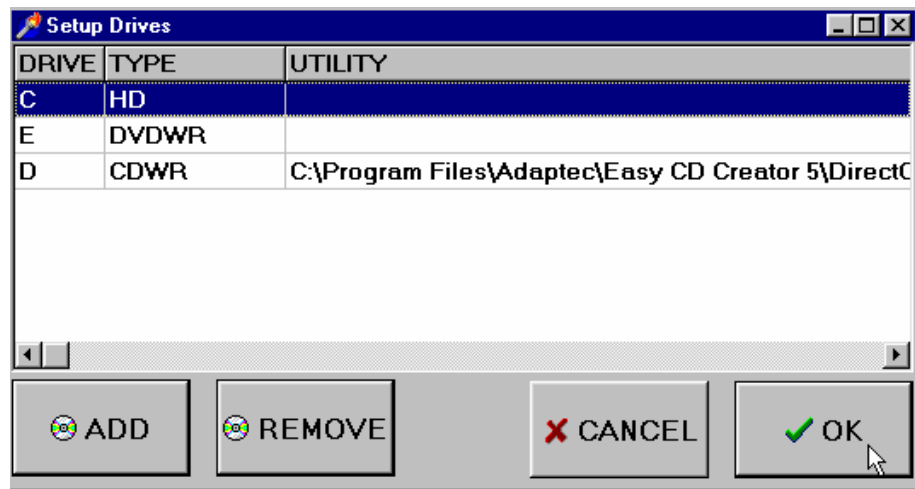 Setup Drives
DRIVE TYPE UTILITY
C HD
E DVDWR
D CDWR C:\Program Files\Adaptec\Easy CD Creator 5\DirectC
ADD REMOVE CANCEL OK